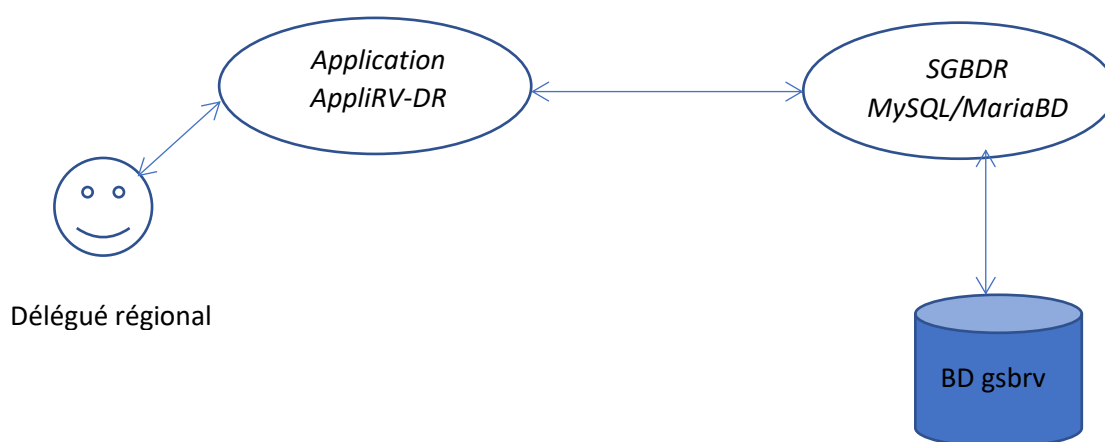 Application
AppliRV-DR
SGBDR
MySQL/MariaBD
Délégué régional
BD gsbrv